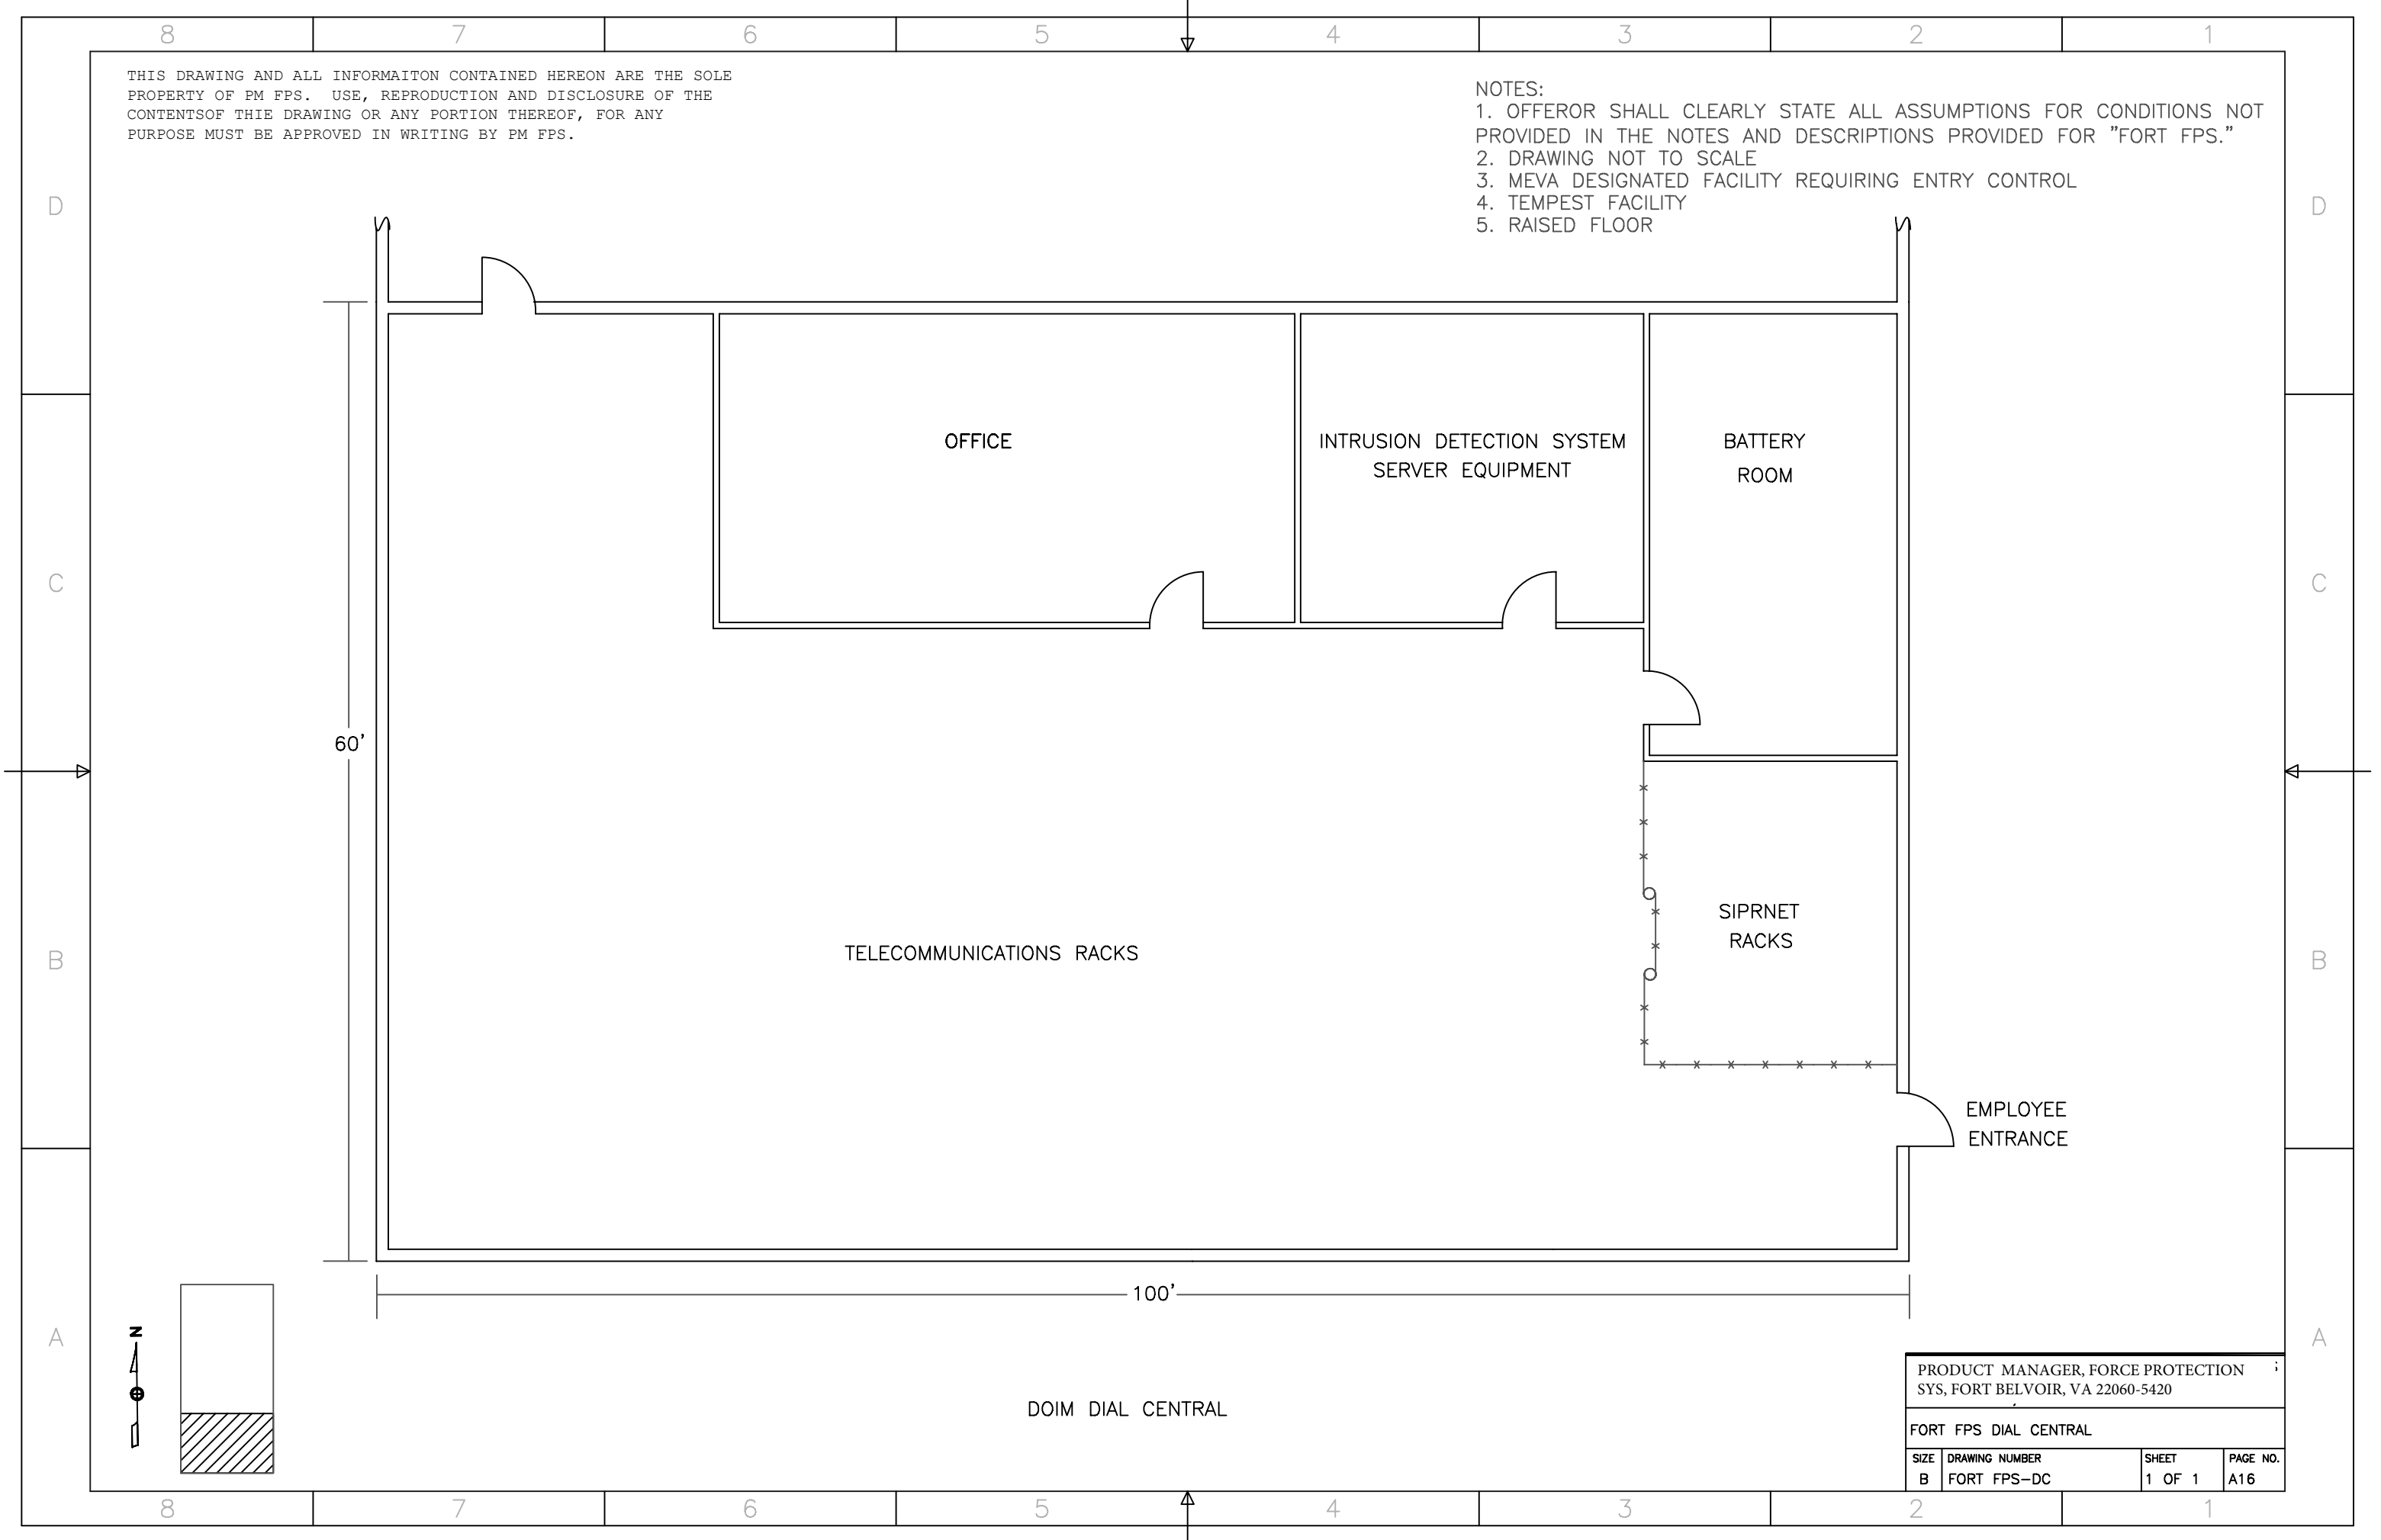 8 7 6 5 4 3 2 1
THIS DRAWING AND ALL INFORMAITON CONTAINED HEREON ARE THE SOLE
PROPERTY OF PM FPS.  USE, REPRODUCTION AND DISCLOSURE OF THE
CONTENTSOF THIE DRAWING OR ANY PORTION THEREOF, FOR ANY
PURPOSE MUST BE APPROVED IN WRITING BY PM FPS.
NOTES:
1. OFFEROR SHALL CLEARLY STATE ALL ASSUMPTIONS FOR CONDITIONS NOT
PROVIDED IN THE NOTES AND DESCRIPTIONS PROVIDED FOR "FORT FPS."
2. DRAWING NOT TO SCALE
3. MEVA DESIGNATED FACILITY REQUIRING ENTRY CONTROL
4. TEMPEST FACILITY
5. RAISED FLOOR
D D
OFFICE
INTRUSION DETECTION SYSTEM
SERVER EQUIPMENT
BATTERY
ROOM
C C
60'
SIPRNET
RACKS
TELECOMMUNICATIONS RACKS
B B
EMPLOYEE
ENTRANCE
100'
N
A A
DOIM DIAL CENTRAL
PRODUCT MANAGER, FORCE PROTECTION
SYS, FORT BELVOIR, VA 22060-5420
FORT FPS DIAL CENTRAL
SIZE DRAWING NUMBER SHEET PAGE NO.
B FORT FPS-DC 1 OF 1 A16
8 7 6 5 4 3 2 1